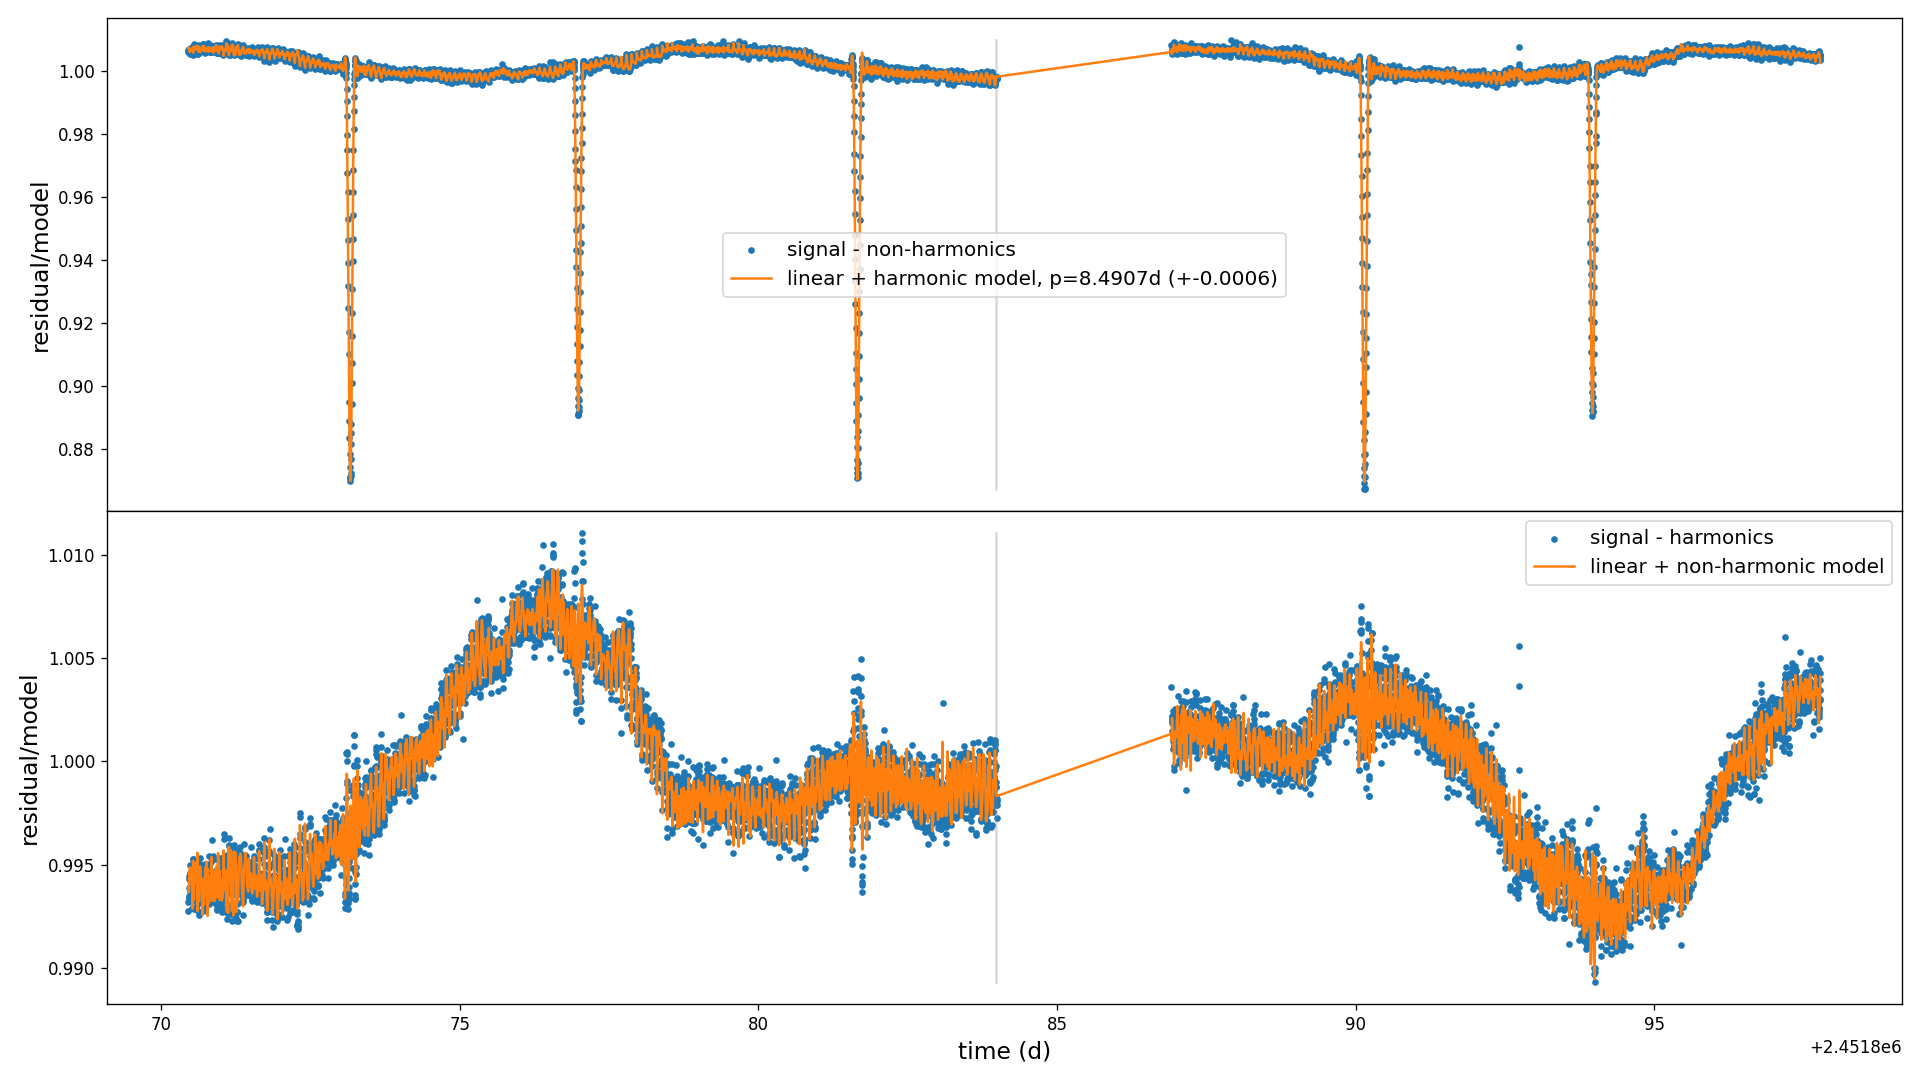 residual/model
1.00
0.98
0.96
0.94
0.92
0.90
0.88
signal - non-harmonics
linear + harmonic model, p=8.4907d (+-0.0006)
residual/model
1.010
1.005
1.000
0.995
0.990
signal - harmonics
linear + non-harmonic model
70 75 80 85 90 95
time (d)
+2.4518e6